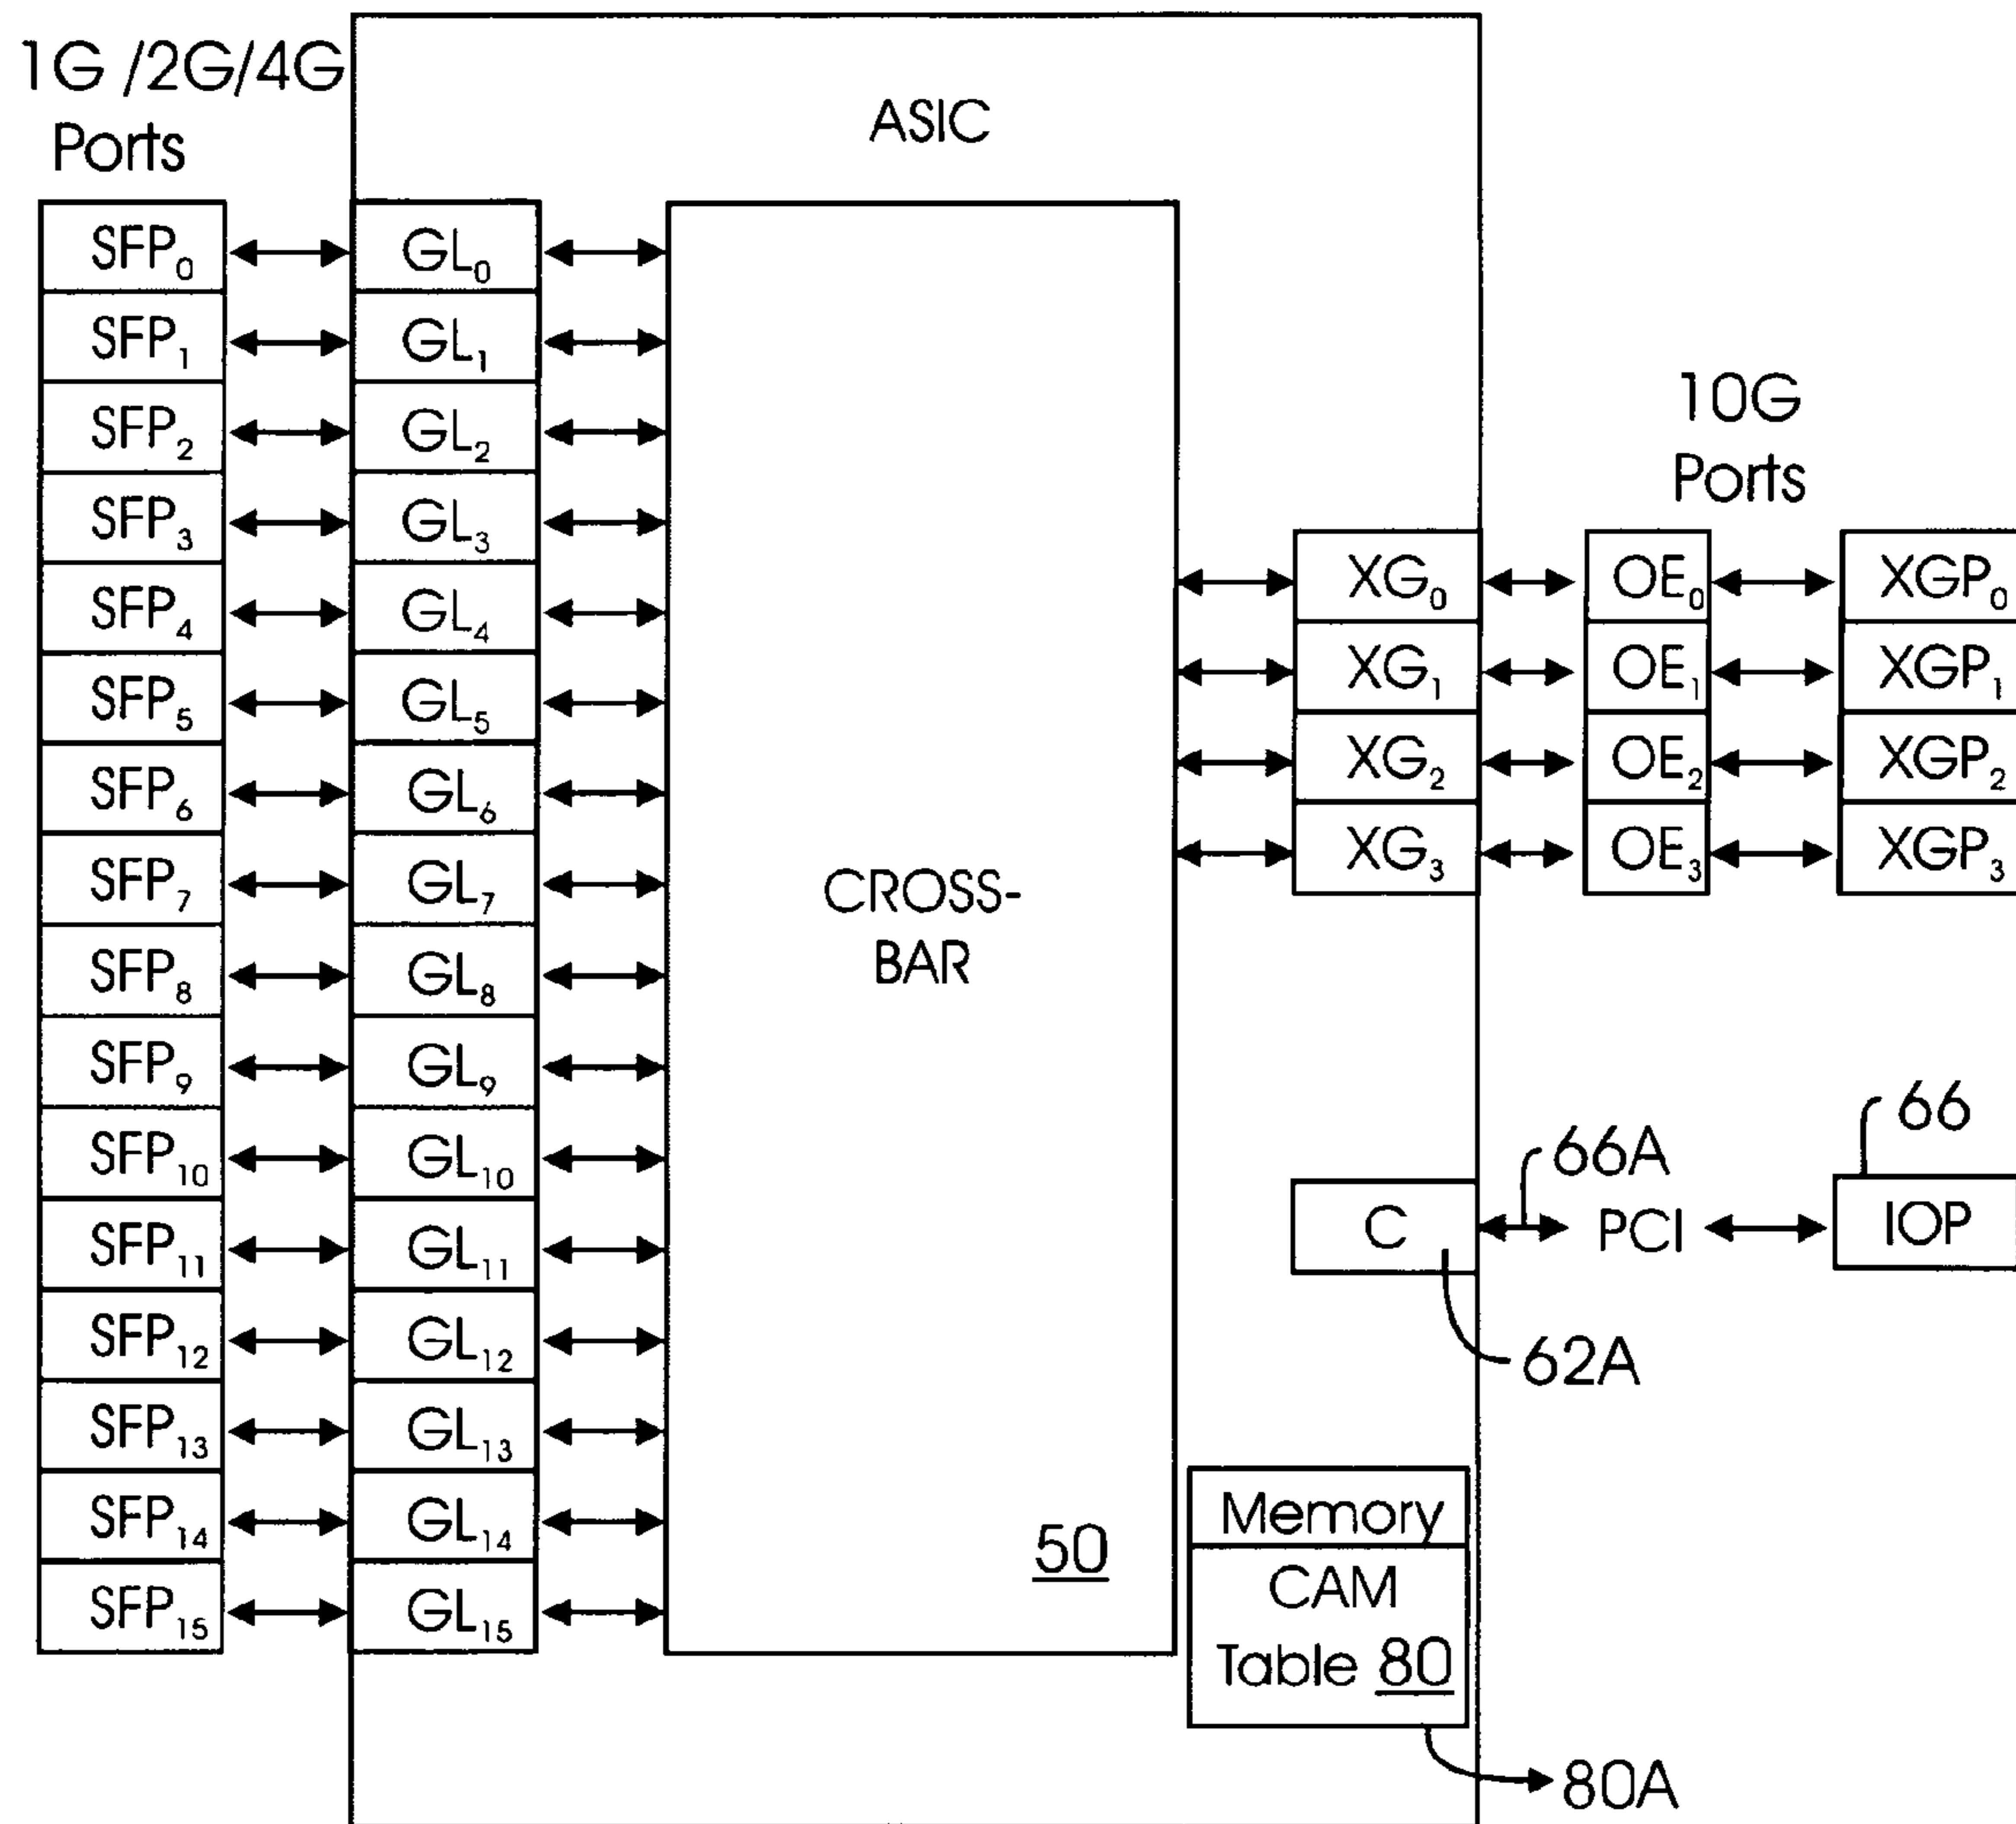 1G /2G/4G
Ports
ASIC
SFP₀ GL₀
SFP₁ GL₁
SFP₂ GL₂
SFP₃ GL₃
SFP₄ GL₄
SFP₅ GL₅
SFP₆ GL₆
SFP₇ GL₇
SFP₈ GL₈
SFP₉ GL₉
SFP₁₀ GL₁₀
SFP₁₁ GL₁₁
SFP₁₂ GL₁₂
SFP₁₃ GL₁₃
SFP₁₄ GL₁₄
SFP₁₅ GL₁₅
CROSS-
BAR
50
10G
Ports
XG₀ OE₀ XGP₀
XG₁ OE₁ XGP₁
XG₂ OE₂ XGP₂
XG₃ OE₃ XGP₃
66
66A
C PCI IOP
62A
Memory
CAM
Table 80
80A